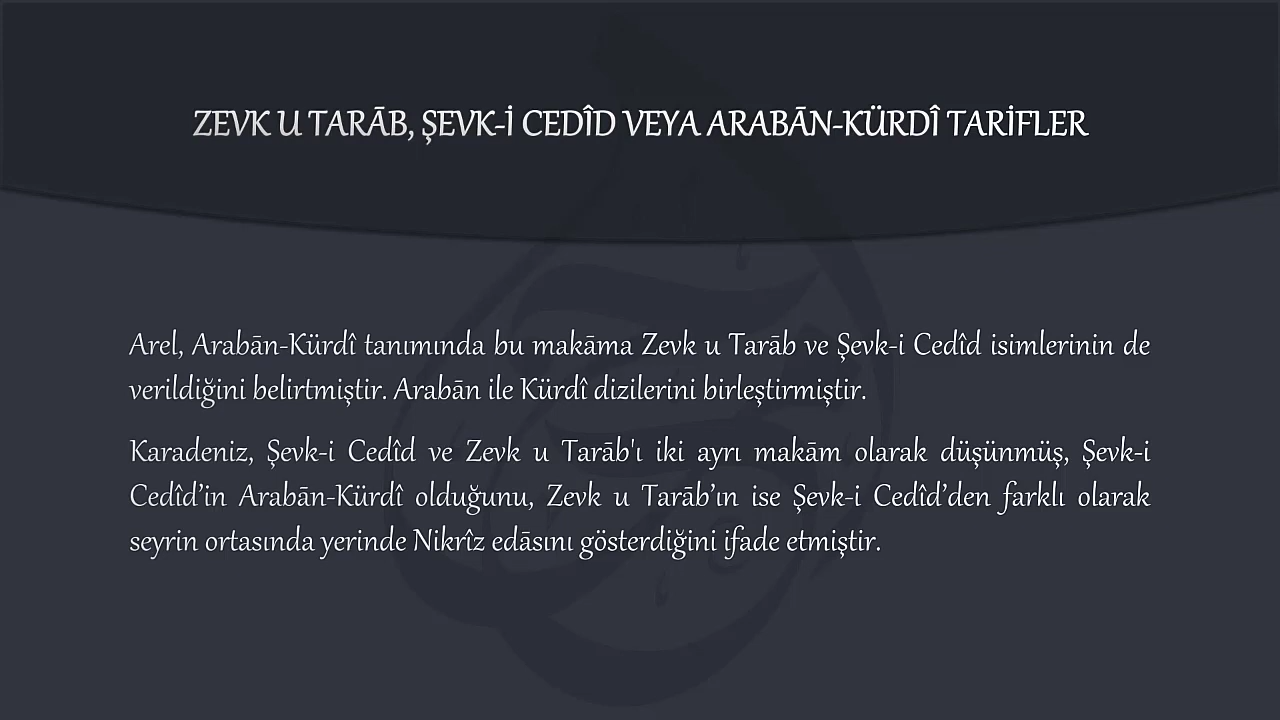 ZEVK U TARĀB, ŞEVK-İ CEDÎD VEYA ARABĀN-KÜRDÎ TARİFLER
Arel, Arabān-Kürdî tanımında bu makāma Zevk u Tarāb ve Şevk-i Cedîd isimlerinin de
verildiğini belirtmiştir. Arabān ile Kürdî dizilerini birleştirmiştir.
Karadeniz, Şevk-i Cedîd ve Zevk u Tarāb'ı iki ayrı makām olarak düşünmüş, Şevk-i
Cedîd’in Arabān-Kürdî olduğunu, Zevk u Tarāb’ın ise Şevk-i Cedîd’den farklı olarak
seyrin ortasında yerinde Nikrîz edāsını gösterdiğini ifade etmiştir.